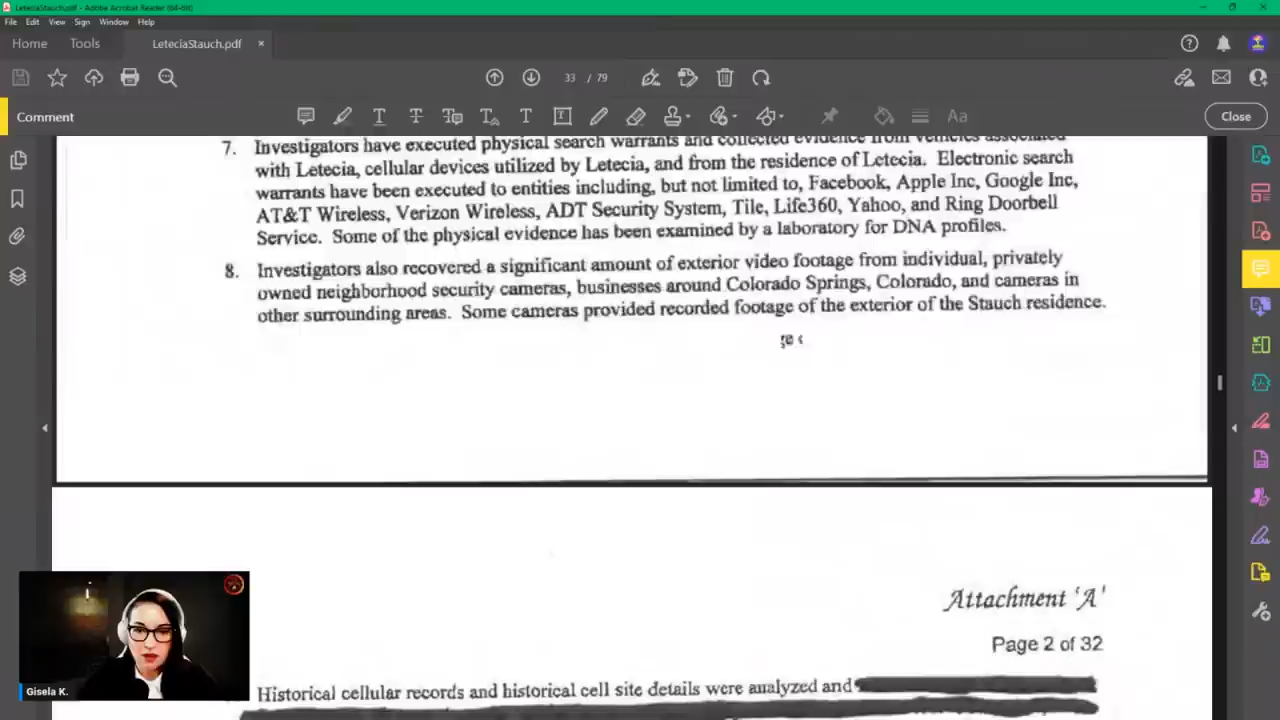 LeteciaStauch.pdf - Adobe Acrobat Reader (64-bit)
File Edit View Sign Window Help
Home Tools LeteciaStauch.pdf ×
33 / 79
Comment Aa Close
7. Investigators have executed physical search warrants and collected evidence from vehicles associated
with Letecia, cellular devices utilized by Letecia, and from the residence of Letecia. Electronic search
warrants have been executed to entities including, but not limited to, Facebook, Apple Inc, Google Inc,
AT&T Wireless, Verizon Wireless, ADT Security System, Tile, Life360, Yahoo, and Ring Doorbell
Service. Some of the physical evidence has been examined by a laboratory for DNA profiles.
8. Investigators also recovered a significant amount of exterior video footage from individual, privately
owned neighborhood security cameras, businesses around Colorado Springs, Colorado, and cameras in
other surrounding areas. Some cameras provided recorded footage of the exterior of the Stauch residence.
Attachment 'A'
Page 2 of 32
Historical cellular records and historical cell site details were analyzed and
Gisela K.